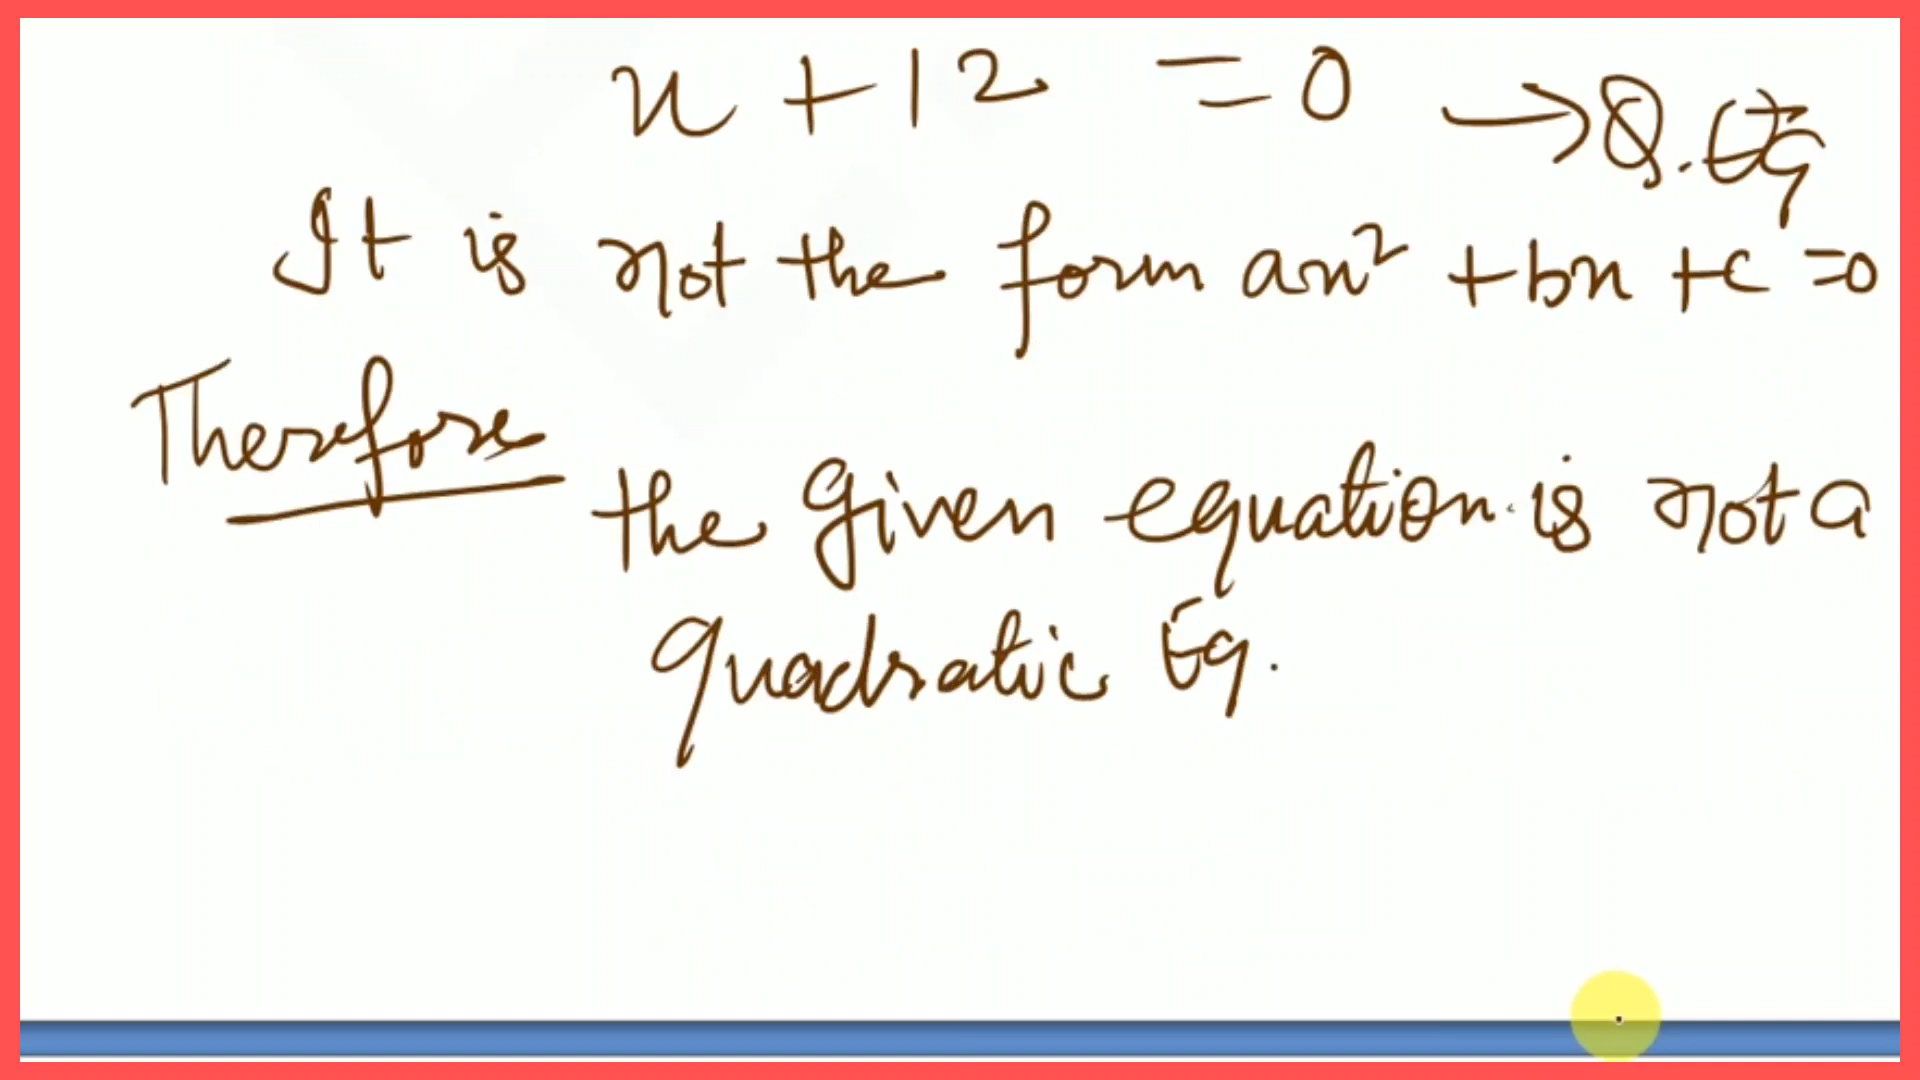 x + 12 = 0 → Q. Eq
It is not the form ax² + bx + c = 0
Therefore
the given equation is not a
quadratic Eq.